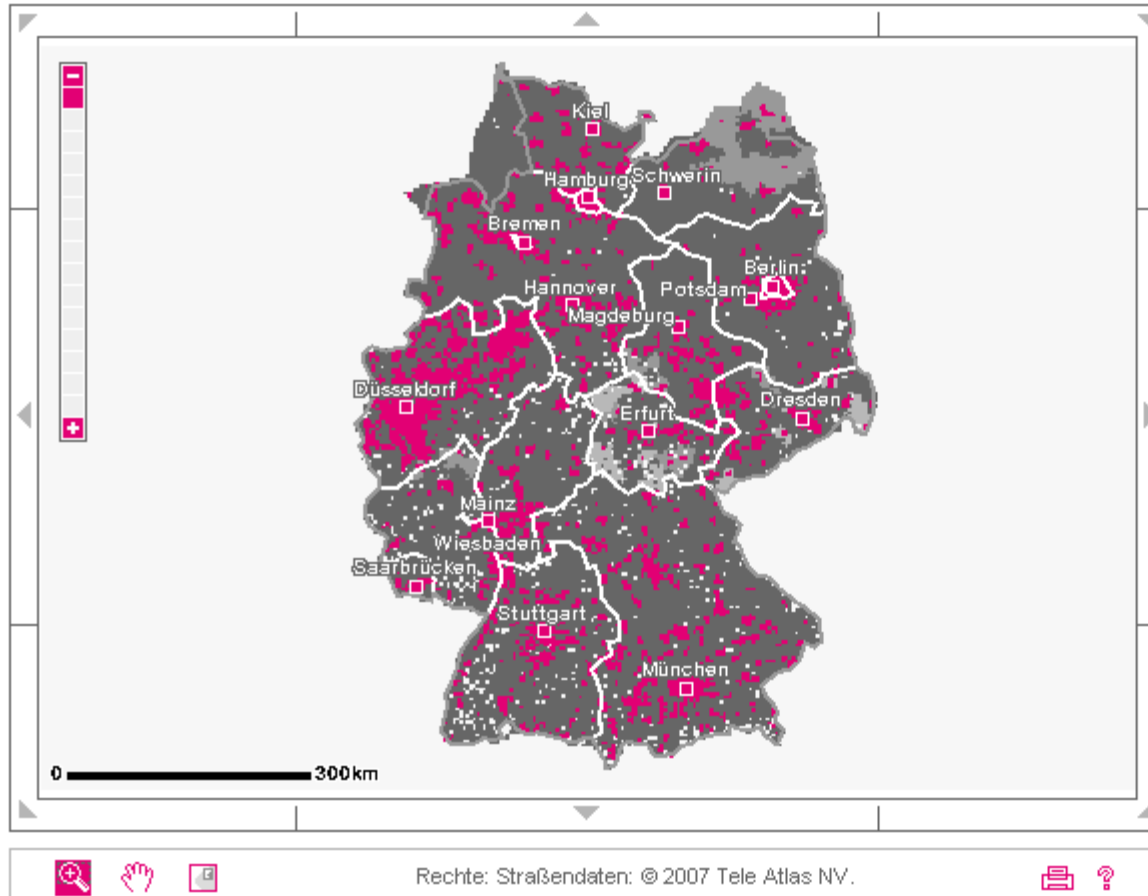 Kiel
Hamburg
Schwerin
Bremen
Berlin
Hannover
Potsdam
Magdeburg
Düsseldorf
Dresden
Erfurt
Mainz
Wiesbaden
Saarbrücken
Stuttgart
München
0 300km
Rechte: Straßendaten: © 2007 Tele Atlas NV.